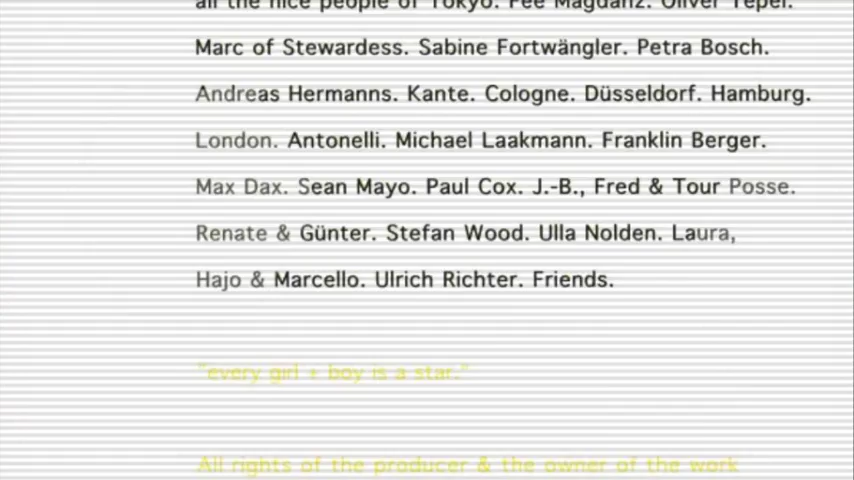 all the nice people of Tokyo. Fee Magdanz. Oliver Tepel.
Marc of Stewardess. Sabine Fortwängler. Petra Bosch.
Andreas Hermanns. Kante. Cologne. Düsseldorf. Hamburg.
London. Antonelli. Michael Laakmann. Franklin Berger.
Max Dax. Sean Mayo. Paul Cox. J.-B., Fred & Tour Posse.
Renate & Günter. Stefan Wood. Ulla Nolden. Laura,
Hajo & Marcello. Ulrich Richter. Friends.
"every girl + boy is a star."
All rights of the producer & the owner of the work